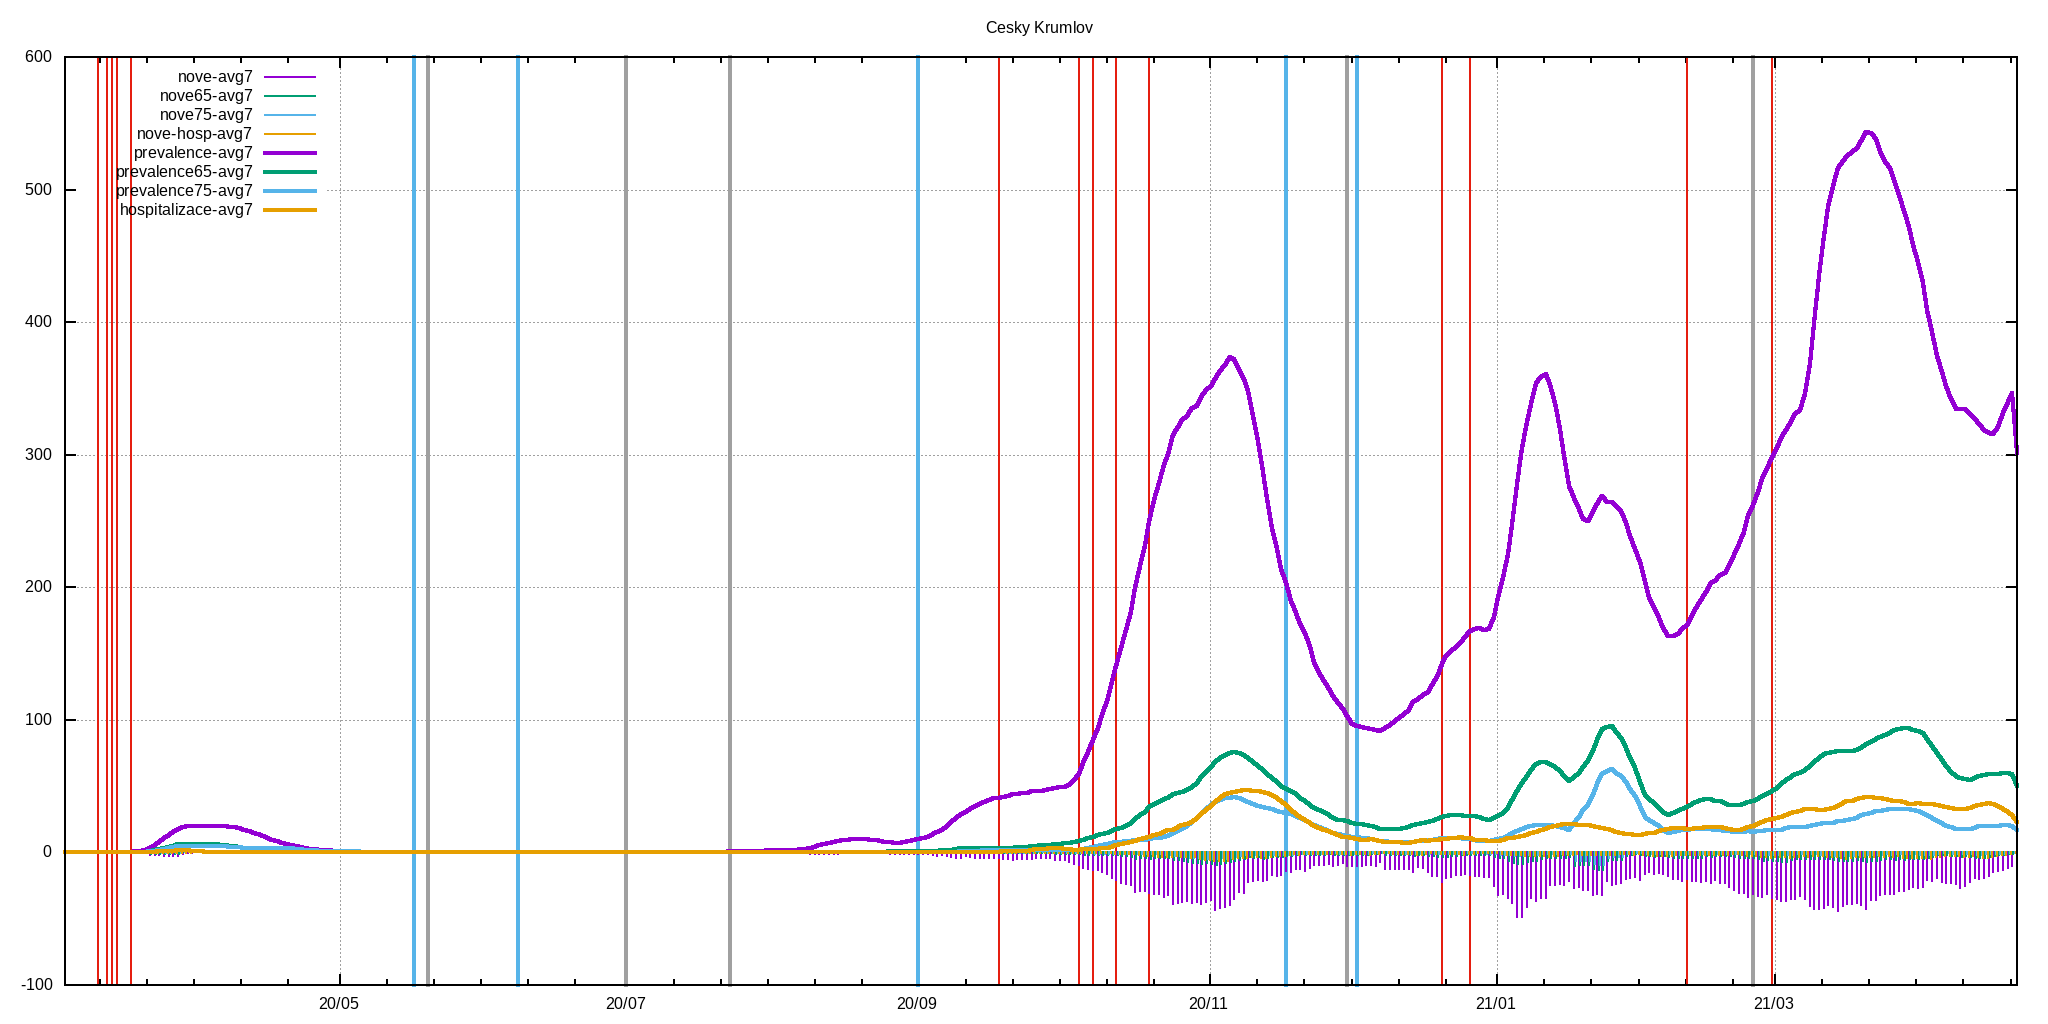 Cesky Krumlov
600
500
400
300
200
100
0
-100
nove-avg7
nove65-avg7
nove75-avg7
nove-hosp-avg7
prevalence-avg7
prevalence65-avg7
prevalence75-avg7
hospitalizace-avg7
20/05 20/07 20/09 20/11 21/01 21/03